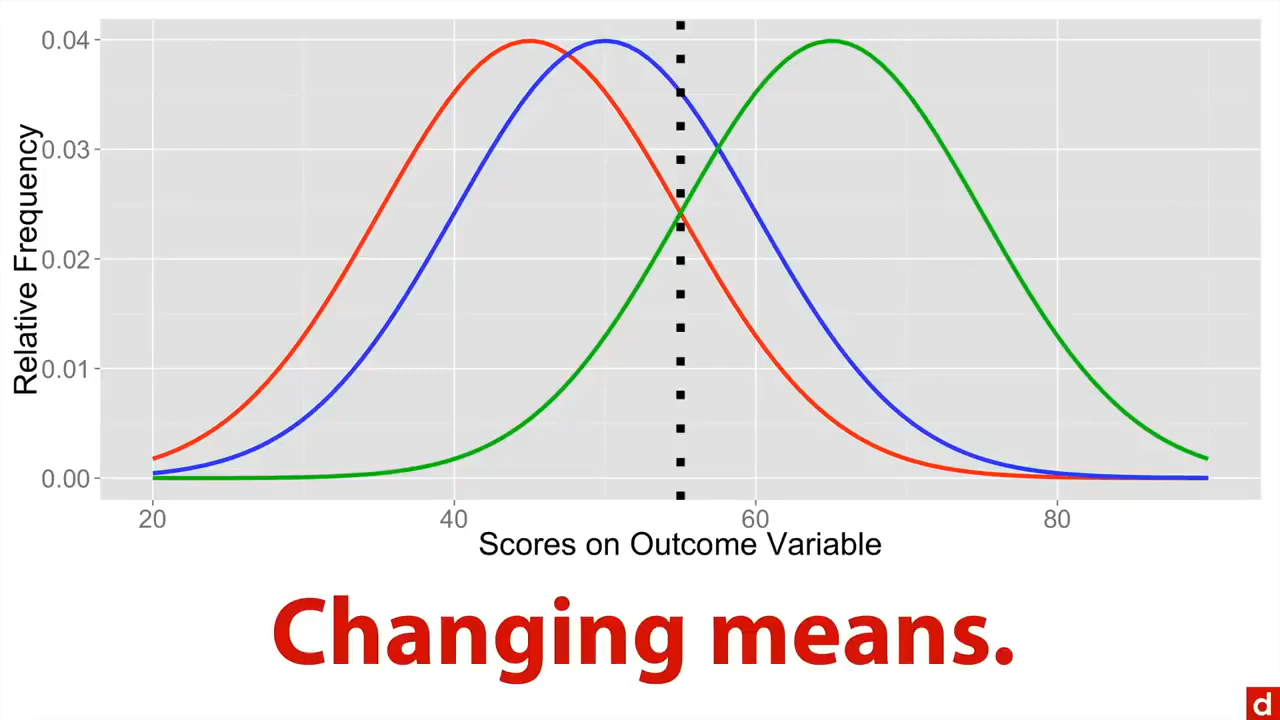 0.04
0.03
0.02
0.01
0.00
Relative Frequency
20 40 60 80
Scores on Outcome Variable
Changing means.
d